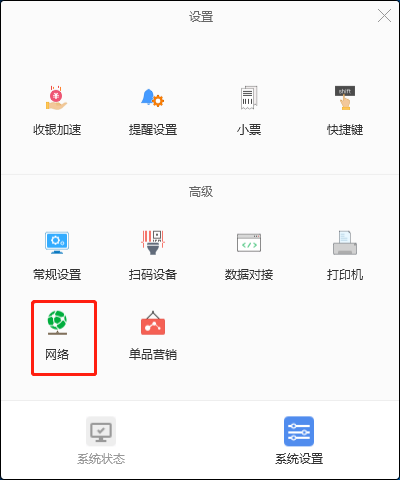 设置
收银加速 提醒设置 小票 shift 快捷键
高级
常规设置 扫码设备 数据对接 打印机
网络 单品营销
系统状态 系统设置